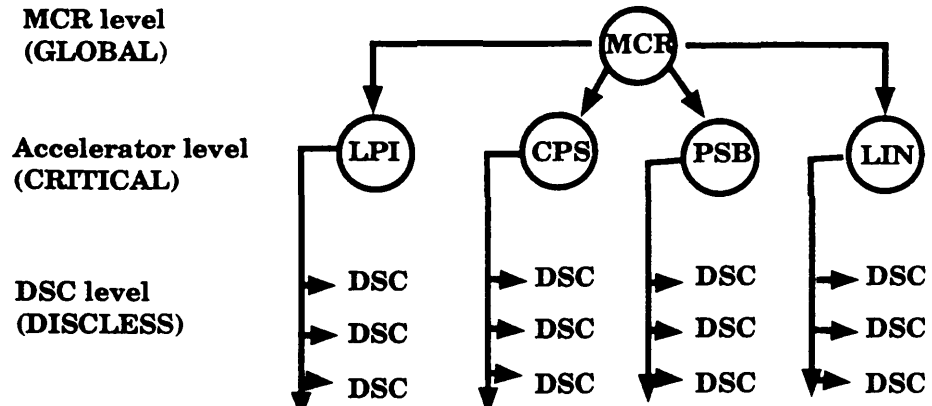 MCR level
(GLOBAL)
MCR
Accelerator level
(CRITICAL)
LPI
CPS
PSB
LIN
DSC level
(DISCLESS)
DSC DSC DSC DSC
DSC DSC DSC DSC
DSC DSC DSC DSC